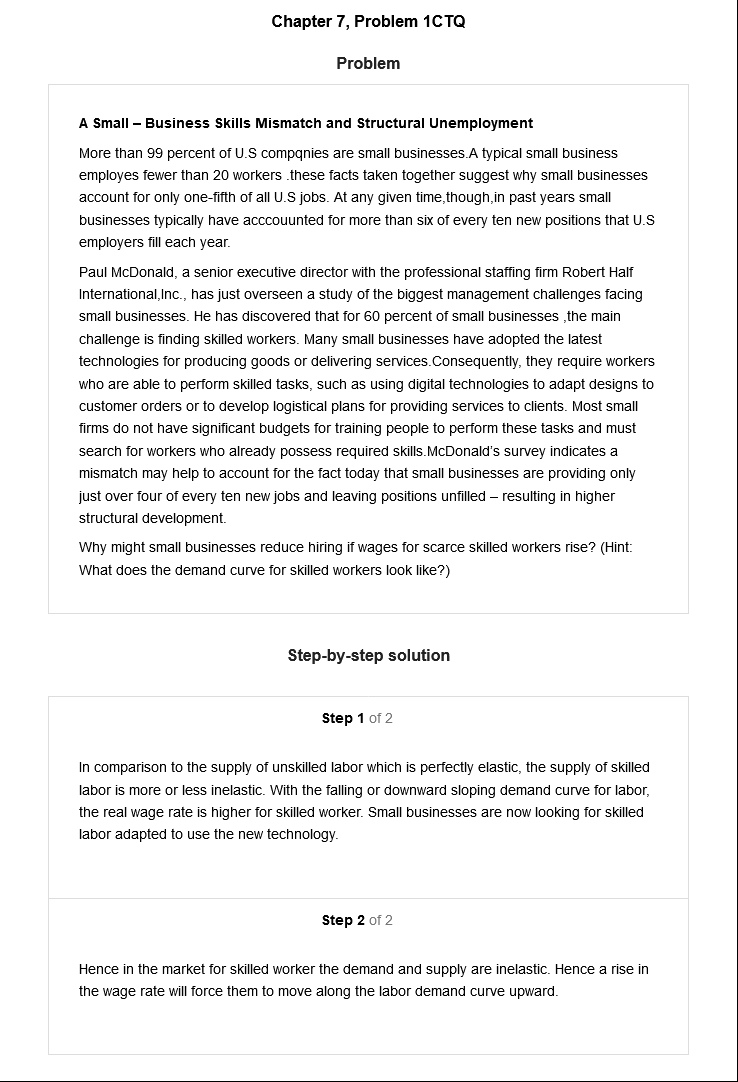 Chapter 7, Problem 1CTQ
Problem
A Small – Business Skills Mismatch and Structural Unemployment
More than 99 percent of U.S compqnies are small businesses.A typical small business
employes fewer than 20 workers .these facts taken together suggest why small businesses
account for only one-fifth of all U.S jobs. At any given time,though,in past years small
businesses typically have acccouunted for more than six of every ten new positions that U.S
employers fill each year.
Paul McDonald, a senior executive director with the professional staffing firm Robert Half
International,Inc., has just overseen a study of the biggest management challenges facing
small businesses. He has discovered that for 60 percent of small businesses ,the main
challenge is finding skilled workers. Many small businesses have adopted the latest
technologies for producing goods or delivering services.Consequently, they require workers
who are able to perform skilled tasks, such as using digital technologies to adapt designs to
customer orders or to develop logistical plans for providing services to clients. Most small
firms do not have significant budgets for training people to perform these tasks and must
search for workers who already possess required skills.McDonald's survey indicates a
mismatch may help to account for the fact today that small businesses are providing only
just over four of every ten new jobs and leaving positions unfilled – resulting in higher
structural development.
Why might small businesses reduce hiring if wages for scarce skilled workers rise? (Hint:
What does the demand curve for skilled workers look like?)
Step-by-step solution
Step 1 of 2
In comparison to the supply of unskilled labor which is perfectly elastic, the supply of skilled
labor is more or less inelastic. With the falling or downward sloping demand curve for labor,
the real wage rate is higher for skilled worker. Small businesses are now looking for skilled
labor adapted to use the new technology.
Step 2 of 2
Hence in the market for skilled worker the demand and supply are inelastic. Hence a rise in
the wage rate will force them to move along the labor demand curve upward.